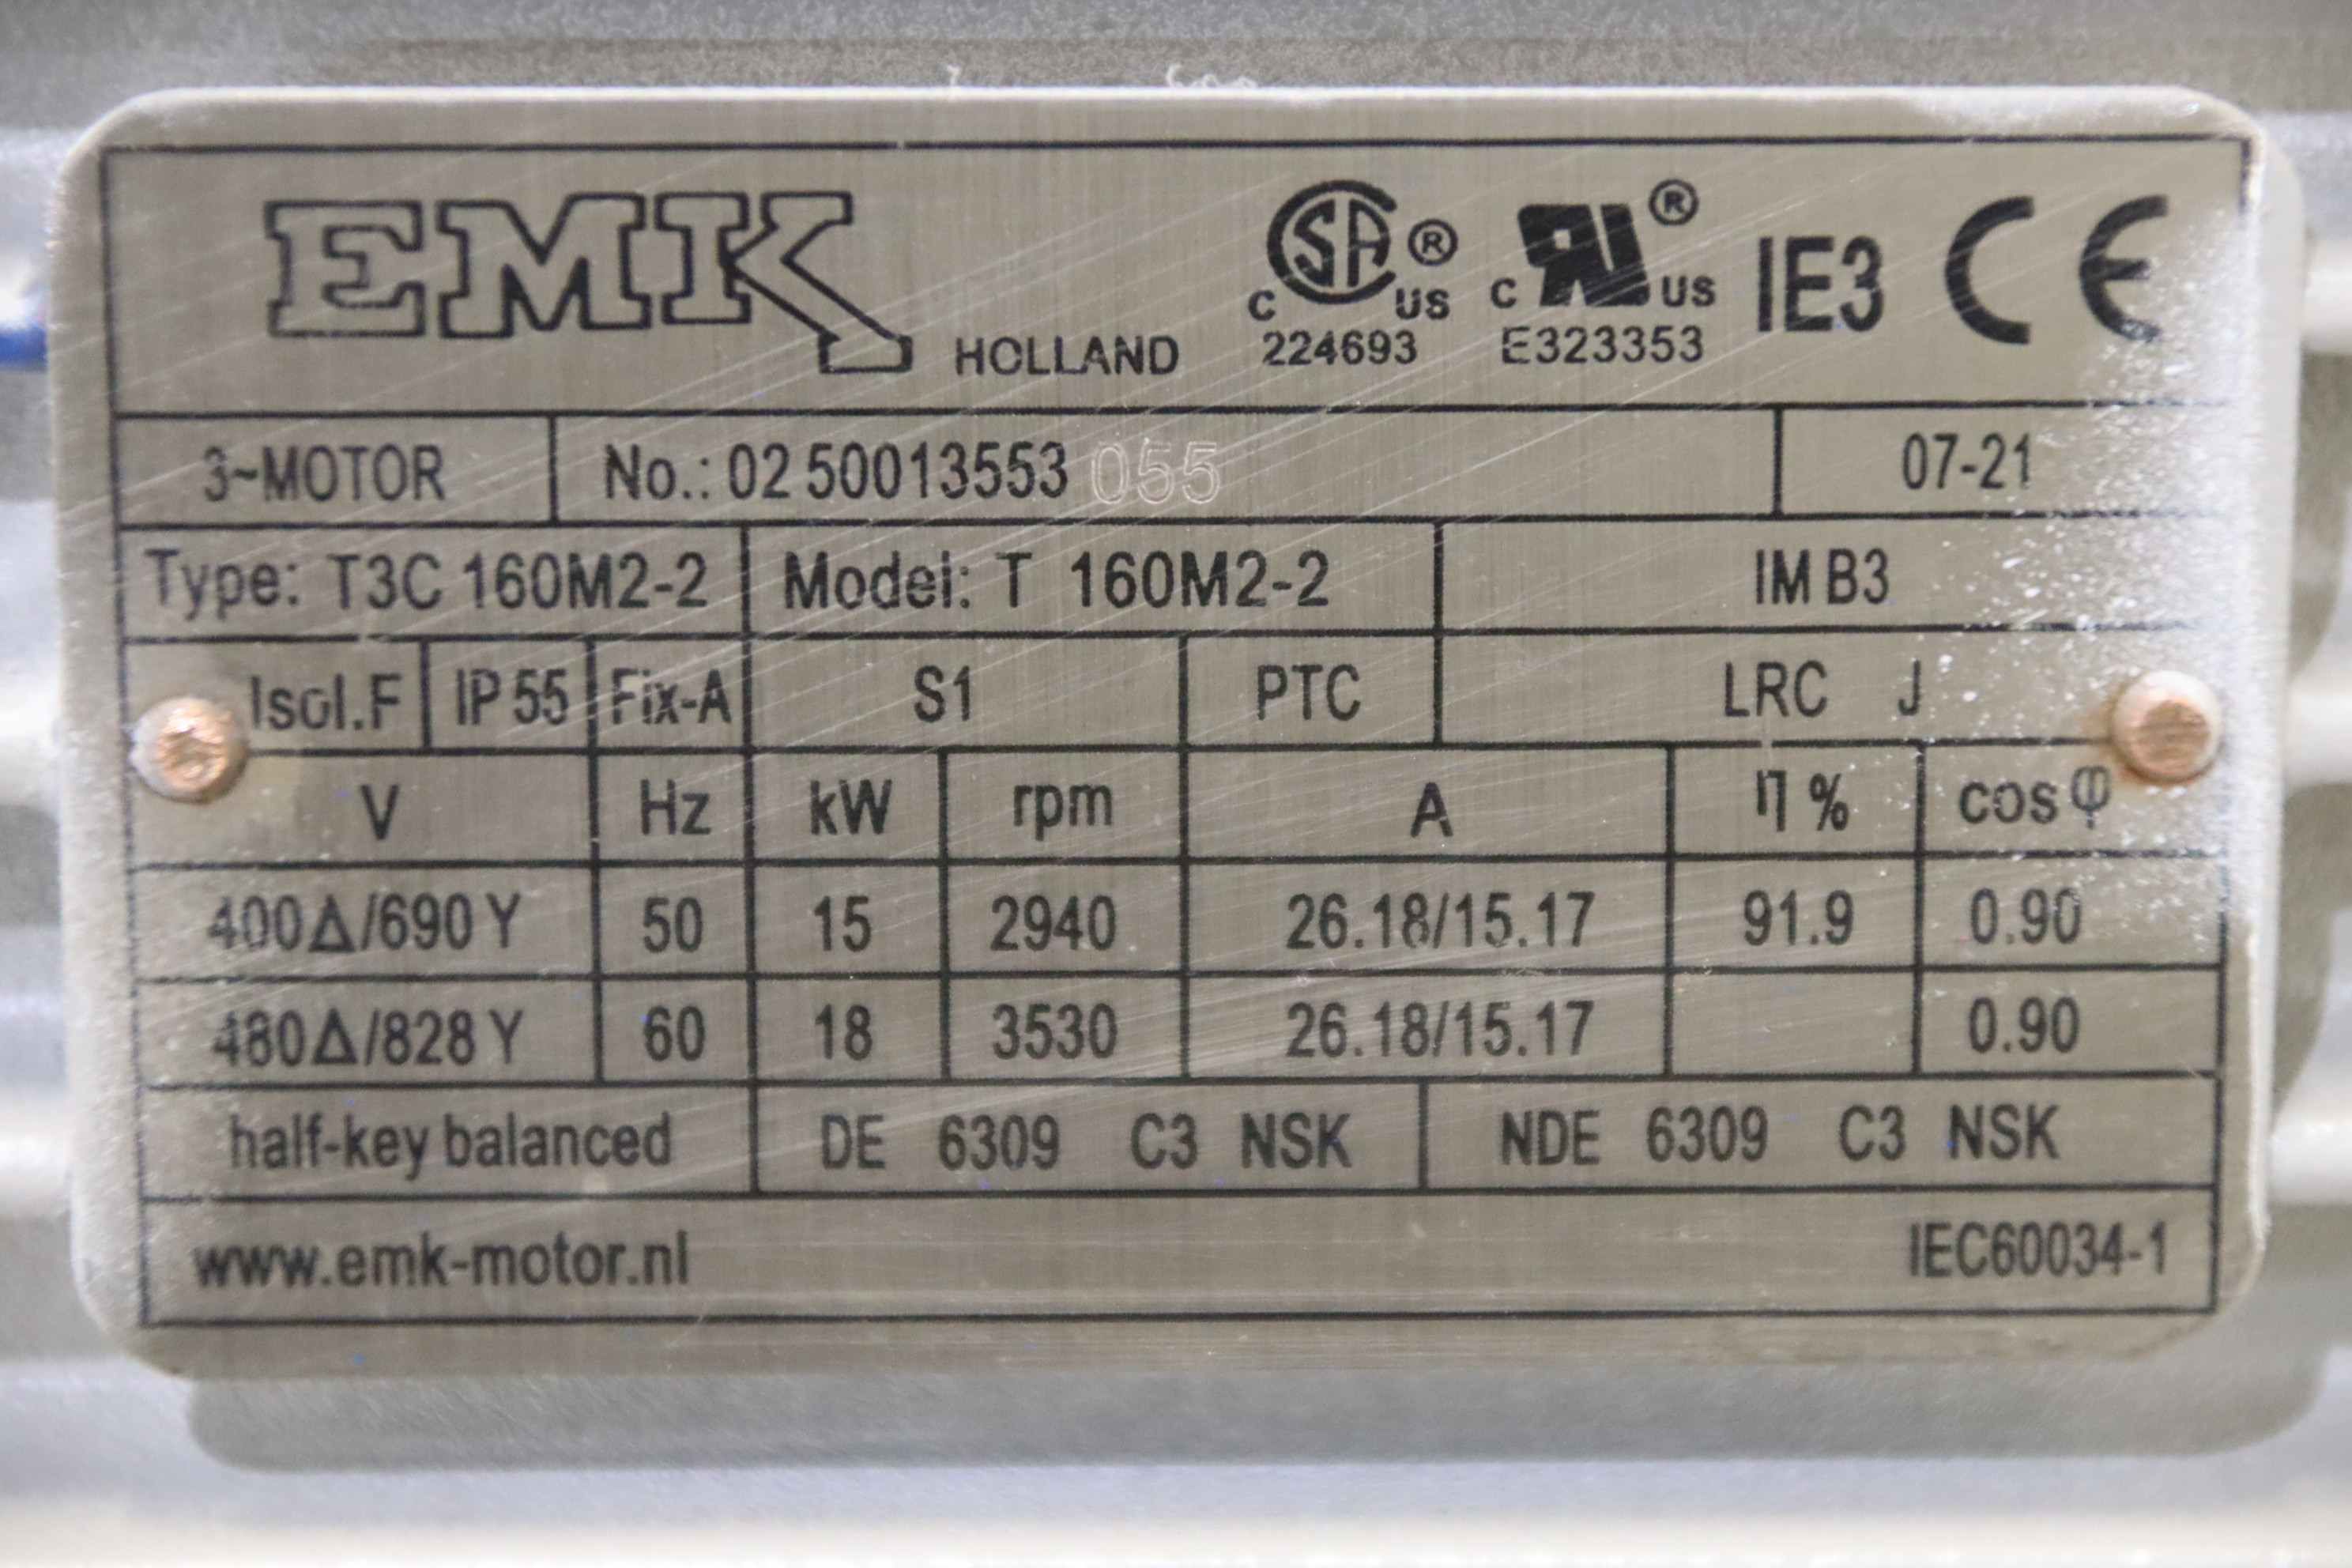 EMK HOLLAND
C SA ® US
224693
C RU ® US
E323353
IE3 CE
3~MOTOR No.: 02 50013553 055 07-21
Type: T3C 160M2-2 Model: T 160M2-2 IM B3
Isol.F IP 55 Fix-A S1 PTC LRC J
V Hz kW rpm A η % cos φ
400Δ/690 Y 50 15 2940 26.18/15.17 91.9 0.90
480Δ/828 Y 60 18 3530 26.18/15.17 0.90
half-key balanced DE 6309 C3 NSK NDE 6309 C3 NSK
www.emk-motor.nl IEC60034-1